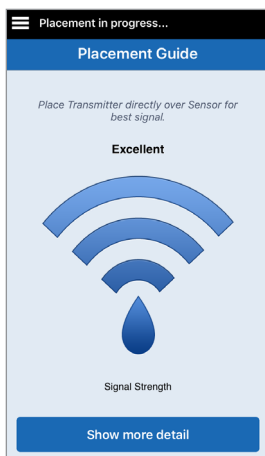 Placement in progress...
Placement Guide
Place Transmitter directly over Sensor for
best signal.
Excellent
Signal Strength
Show more detail